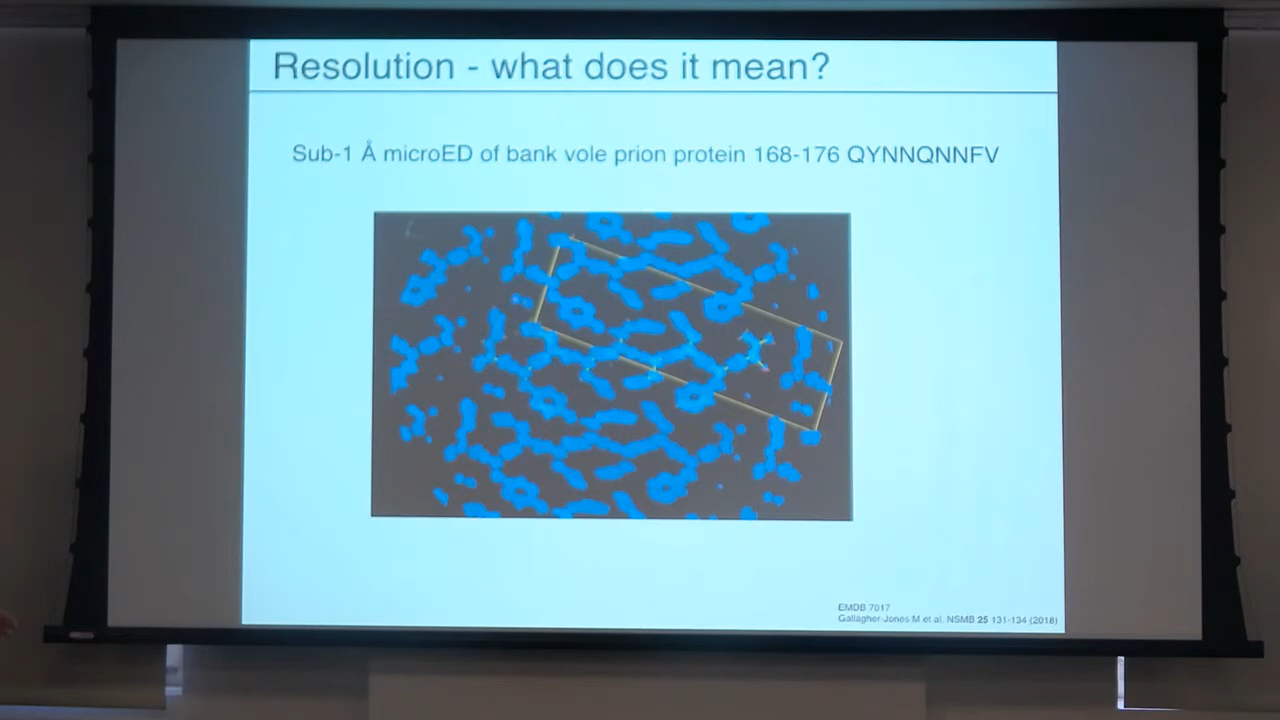 Resolution - what does it mean?
Sub-1 Å microED of bank vole prion protein 168-176 QYNNQNNFV
EMDB 7017
Gallagher-Jones M et al. NSMB 25 131-134 (2018)